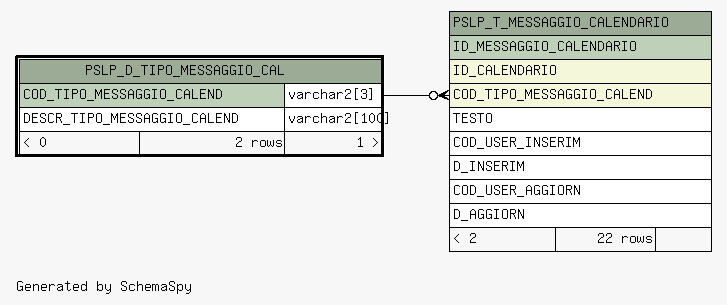 PSLP_D_TIPO_MESSAGGIO_CAL
COD_TIPO_MESSAGGIO_CALEND varchar2[3]
DESCR_TIPO_MESSAGGIO_CALEND varchar2[100]
< 0 2 rows 1 >
PSLP_T_MESSAGGIO_CALENDARIO
ID_MESSAGGIO_CALENDARIO
ID_CALENDARIO
COD_TIPO_MESSAGGIO_CALEND
TESTO
COD_USER_INSERIM
D_INSERIM
COD_USER_AGGIORN
D_AGGIORN
< 2 22 rows
Generated by SchemaSpy